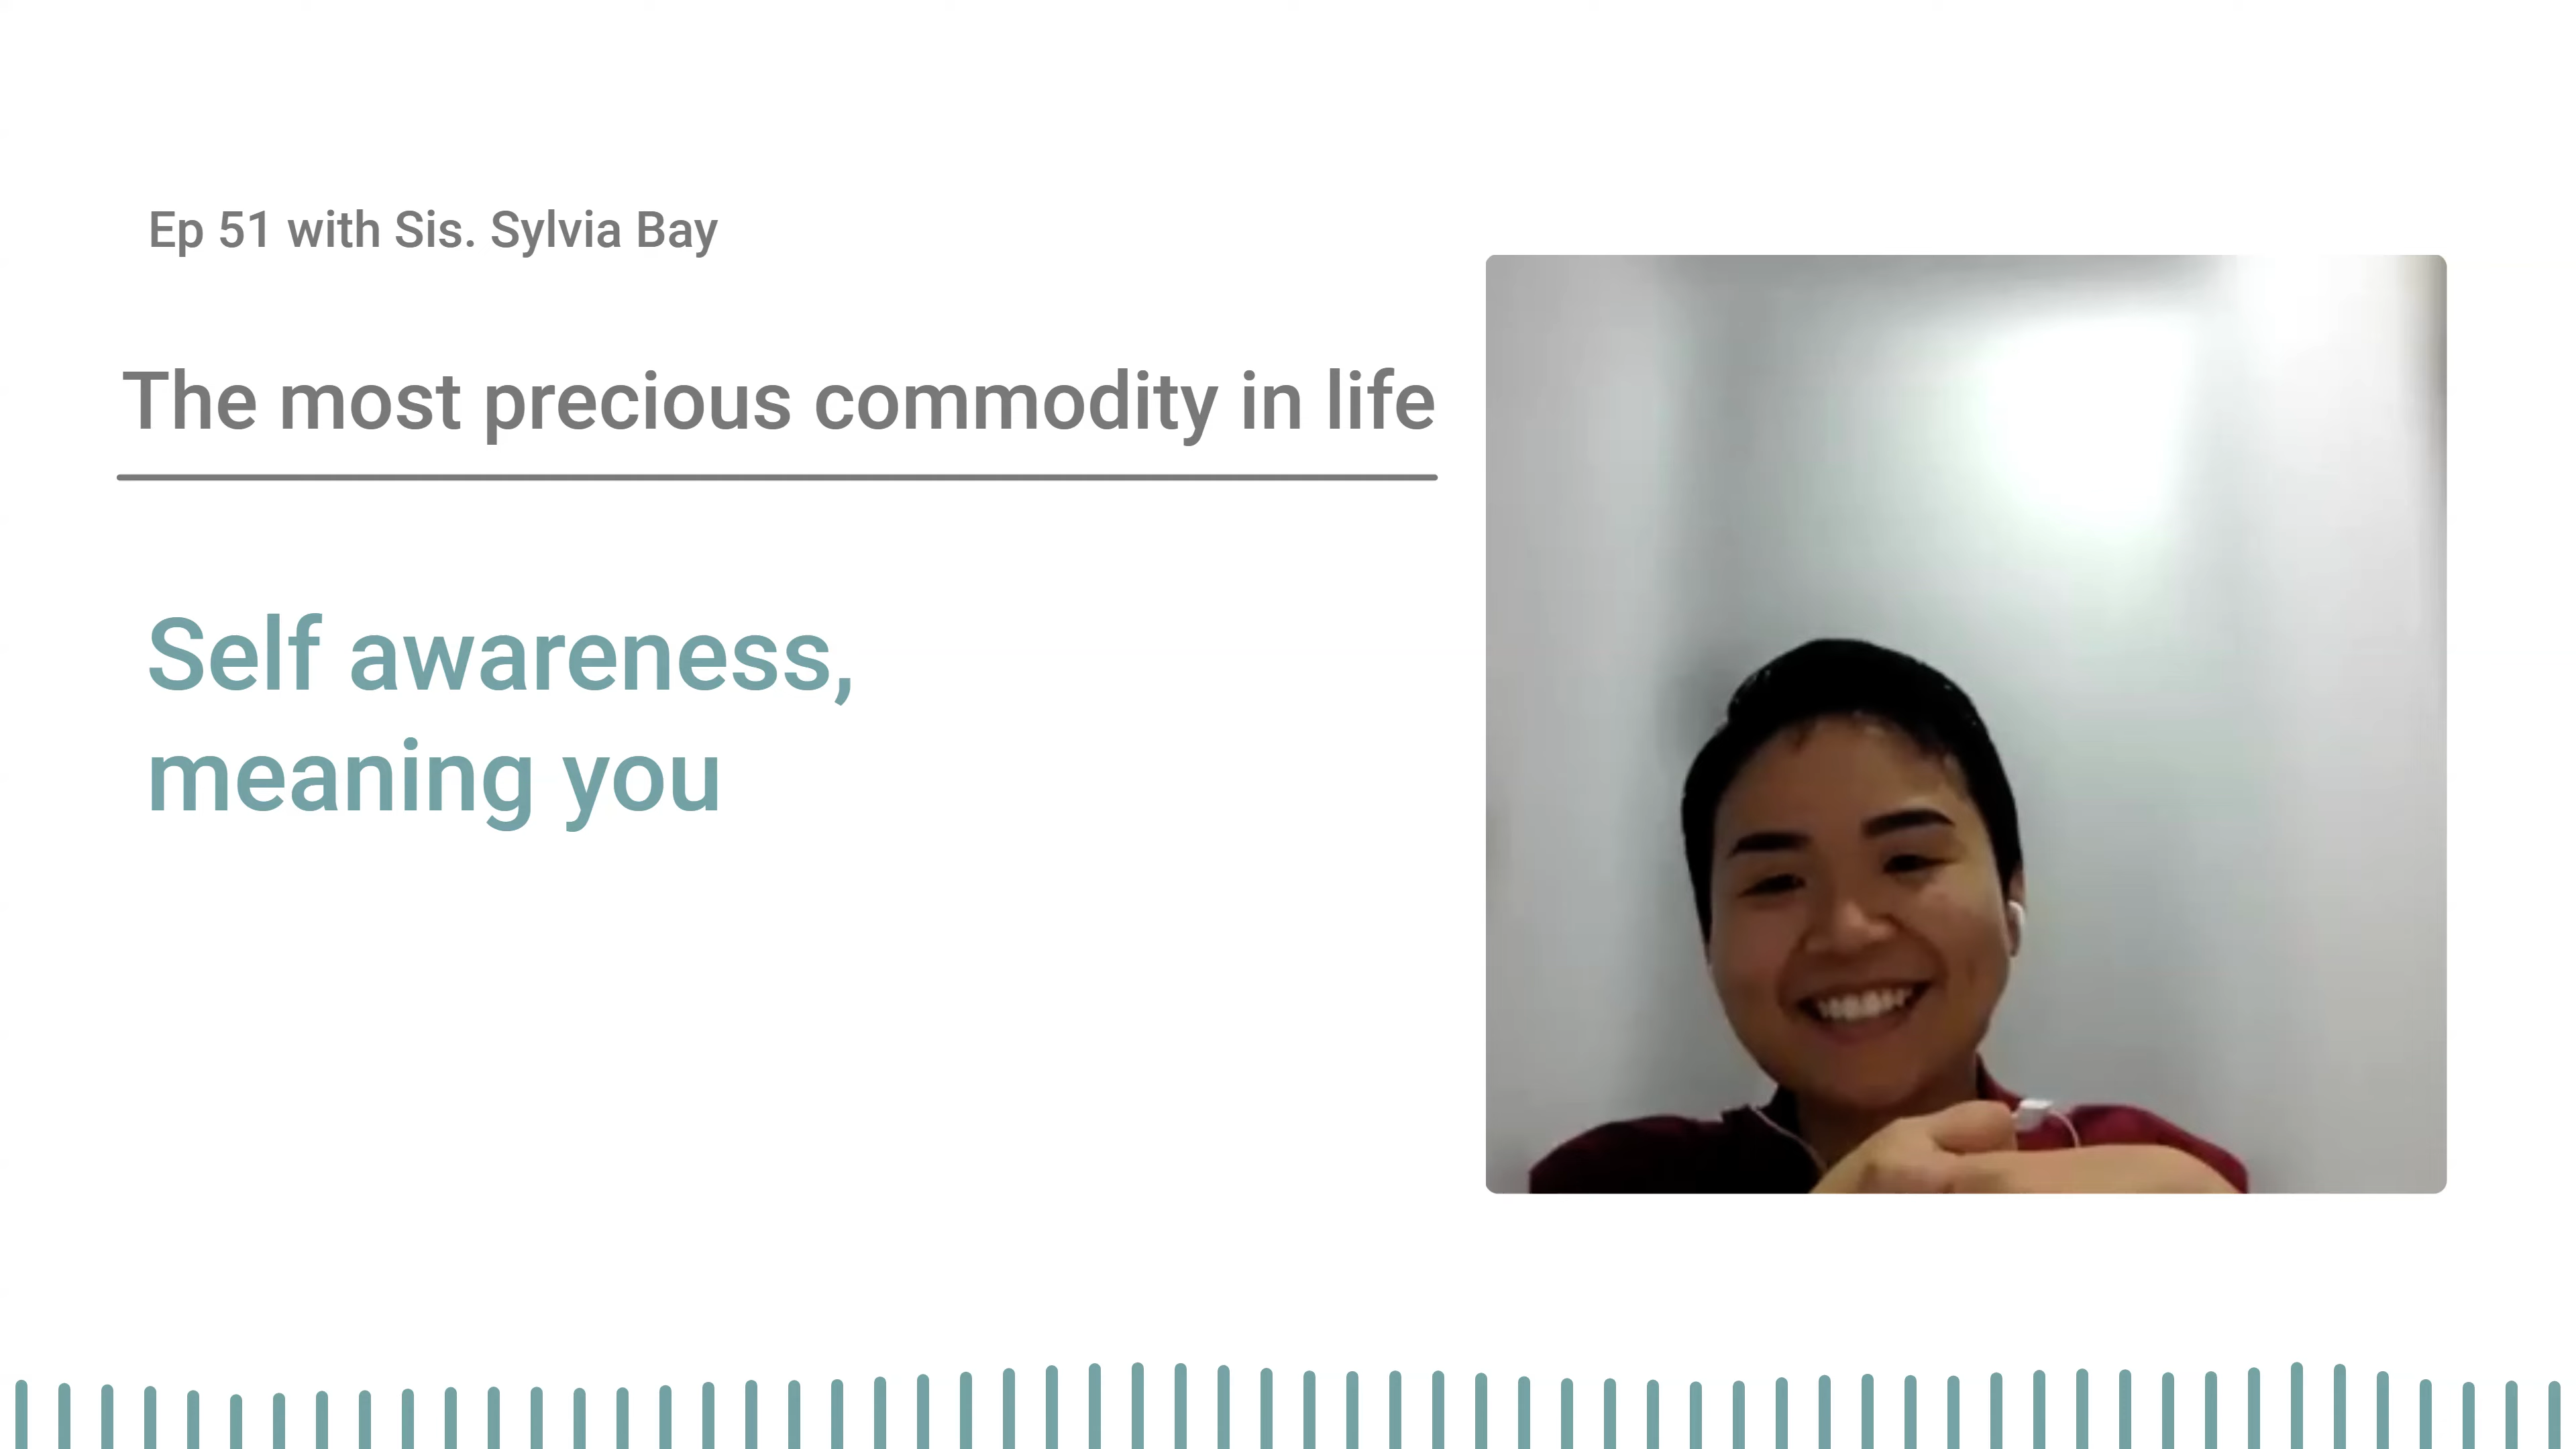 Ep 51 with Sis. Sylvia Bay
The most precious commodity in life
Self awareness,
meaning you